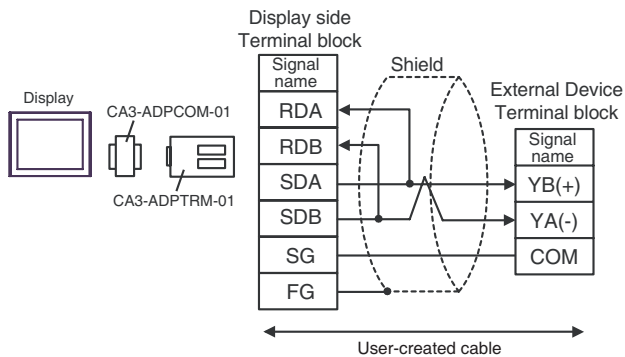 Display side
Terminal block
Shield
Signal
name
RDA
RDB
SDA
SDB
SG
FG
Display
CA3-ADPCOM-01
CA3-ADPTRM-01
External Device
Terminal block
Signal
name
YB(+)
YA(-)
COM
User-created cable